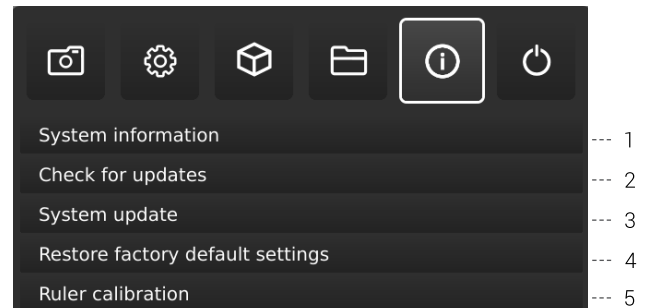 System information --- 1
Check for updates --- 2
System update --- 3
Restore factory default settings --- 4
Ruler calibration --- 5